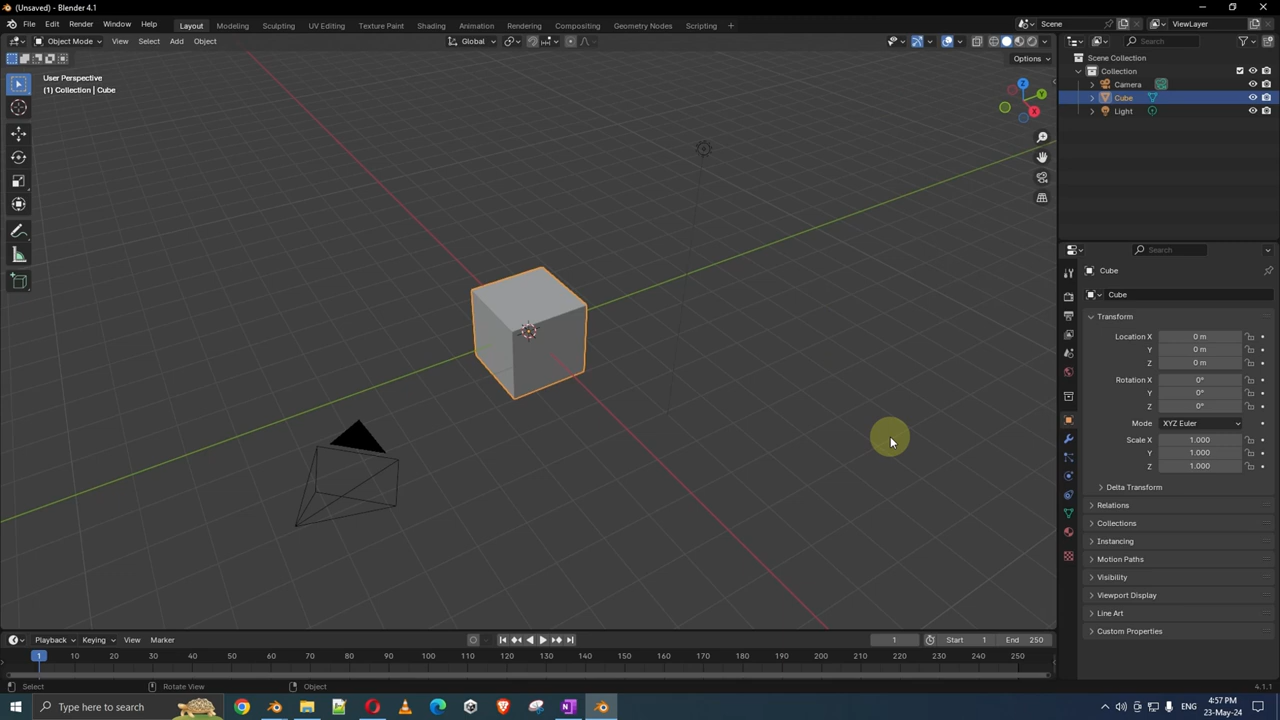 (Unsaved) - Blender 4.1
File Edit Render Window Help
Layout Modeling Sculpting UV Editing Texture Paint Shading Animation Rendering Compositing Geometry Nodes Scripting +
Scene
ViewLayer
Object Mode View Select Add Object
Global
Search
Options
User Perspective
(1) Collection | Cube
Z
Y
X
Scene Collection
Collection
Camera
Cube
Light
Search
Cube
Cube
Transform
Location X 0 m
Y 0 m
Z 0 m
Rotation X 0°
Y 0°
Z 0°
Mode XYZ Euler
Scale X 1.000
Y 1.000
Z 1.000
Delta Transform
Relations
Collections
Instancing
Motion Paths
Visibility
Viewport Display
Line Art
Custom Properties
Playback Keying View Marker
1 Start 1 End 250
1 10 20 30 40 50 60 70 80 90 100 110 120 130 140 150 160 170 180 190 200 210 220 230 240 250
Select Rotate View Object
4.1.1
Type here to search
ENG
4:57 PM
23-May-24